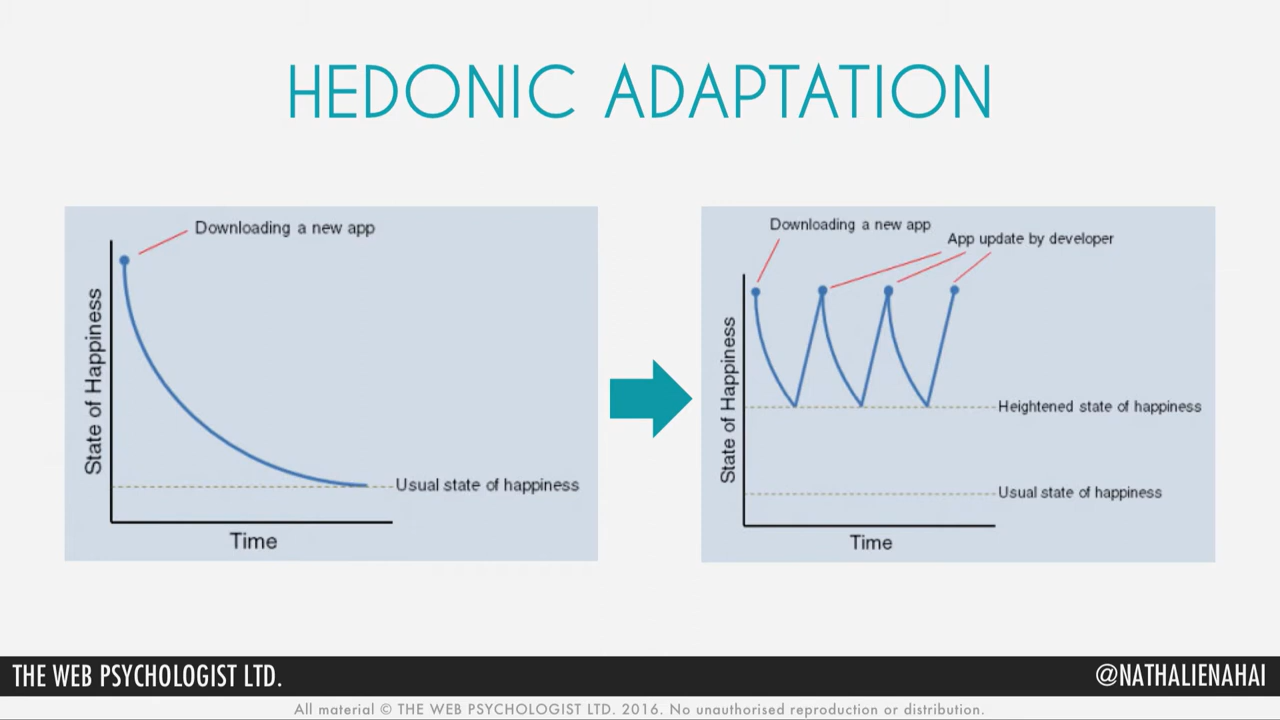 HEDONIC ADAPTATION
Downloading a new app
State of Happiness
Usual state of happiness
Time
Downloading a new app
App update by developer
State of Happiness
Heightened state of happiness
Usual state of happiness
Time
THE WEB PSYCHOLOGIST LTD.
@NATHALIENAHAI
All material © THE WEB PSYCHOLOGIST LTD. 2016. No unauthorised reproduction or distribution.